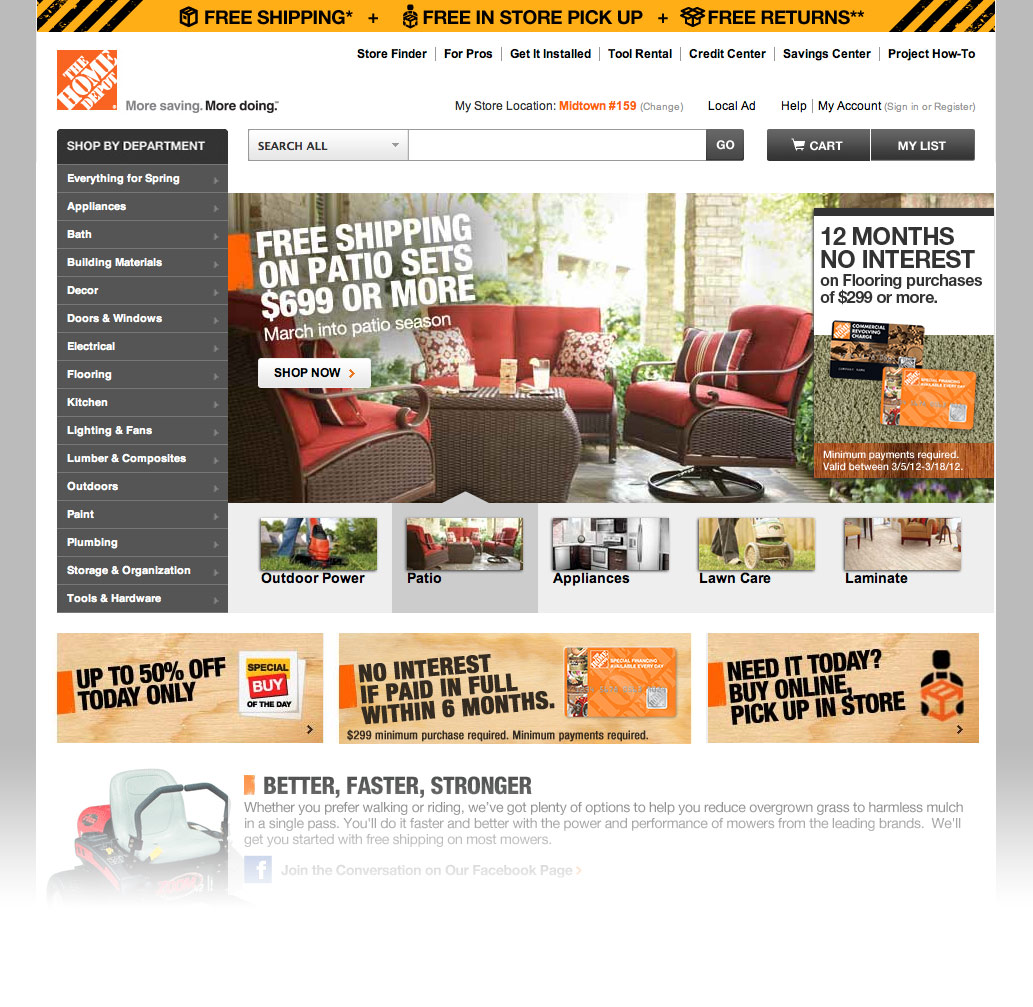 FREE SHIPPING* + FREE IN STORE PICK UP + FREE RETURNS**
Store Finder | For Pros | Get It Installed | Tool Rental | Credit Center | Savings Center | Project How-To
THE
HOME
DEPOT
More saving. More doing.™
My Store Location: Midtown #159 (Change) Local Ad Help | My Account (Sign in or Register)
SHOP BY DEPARTMENT
SEARCH ALL
GO
CART
MY LIST
Everything for Spring
Appliances
Bath
Building Materials
Decor
Doors & Windows
Electrical
Flooring
Kitchen
Lighting & Fans
Lumber & Composites
Outdoors
Paint
Plumbing
Storage & Organization
Tools & Hardware
FREE SHIPPING
ON PATIO SETS
$699 OR MORE
March into patio season
SHOP NOW
12 MONTHS
NO INTEREST
on Flooring purchases
of $299 or more.
COMMERCIAL
REVOLVING
CHARGE
SPECIAL FINANCING
AVAILABLE EVERY DAY
Minimum payments required.
Valid between 3/5/12-3/18/12.
Outdoor Power
Patio
Appliances
Lawn Care
Laminate
UP TO 50% OFF
TODAY ONLY
SPECIAL
BUY
OF THE DAY
NO INTEREST
IF PAID IN FULL
WITHIN 6 MONTHS.
$299 minimum purchase required. Minimum payments required.
SPECIAL FINANCING
AVAILABLE EVERY DAY
NEED IT TODAY?
BUY ONLINE,
PICK UP IN STORE
BETTER, FASTER, STRONGER
Whether you prefer walking or riding, we've got plenty of options to help you reduce overgrown grass to harmless mulch
in a single pass. You'll do it faster and better with the power and performance of mowers from the leading brands. We'll
get you started with free shipping on most mowers.
f Join the Conversation on Our Facebook Page